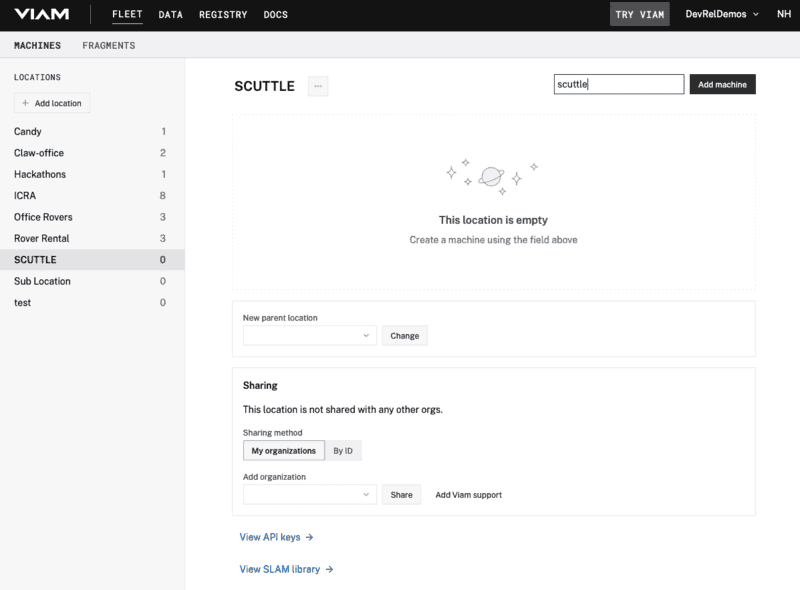 VIAM FLEET DATA REGISTRY DOCS TRY VIAM DevRelDemos NH
MACHINES FRAGMENTS
LOCATIONS
+ Add location
Candy 1
Claw-office 2
Hackathons 1
ICRA 8
Office Rovers 3
Rover Rental 3
SCUTTLE 0
Sub Location 0
test 0
SCUTTLE ... scuttle Add machine
This location is empty
Create a machine using the field above
New parent location
Change
Sharing
This location is not shared with any other orgs.
Sharing method
My organizations By ID
Add organization
Share Add Viam support
View API keys →
View SLAM library →